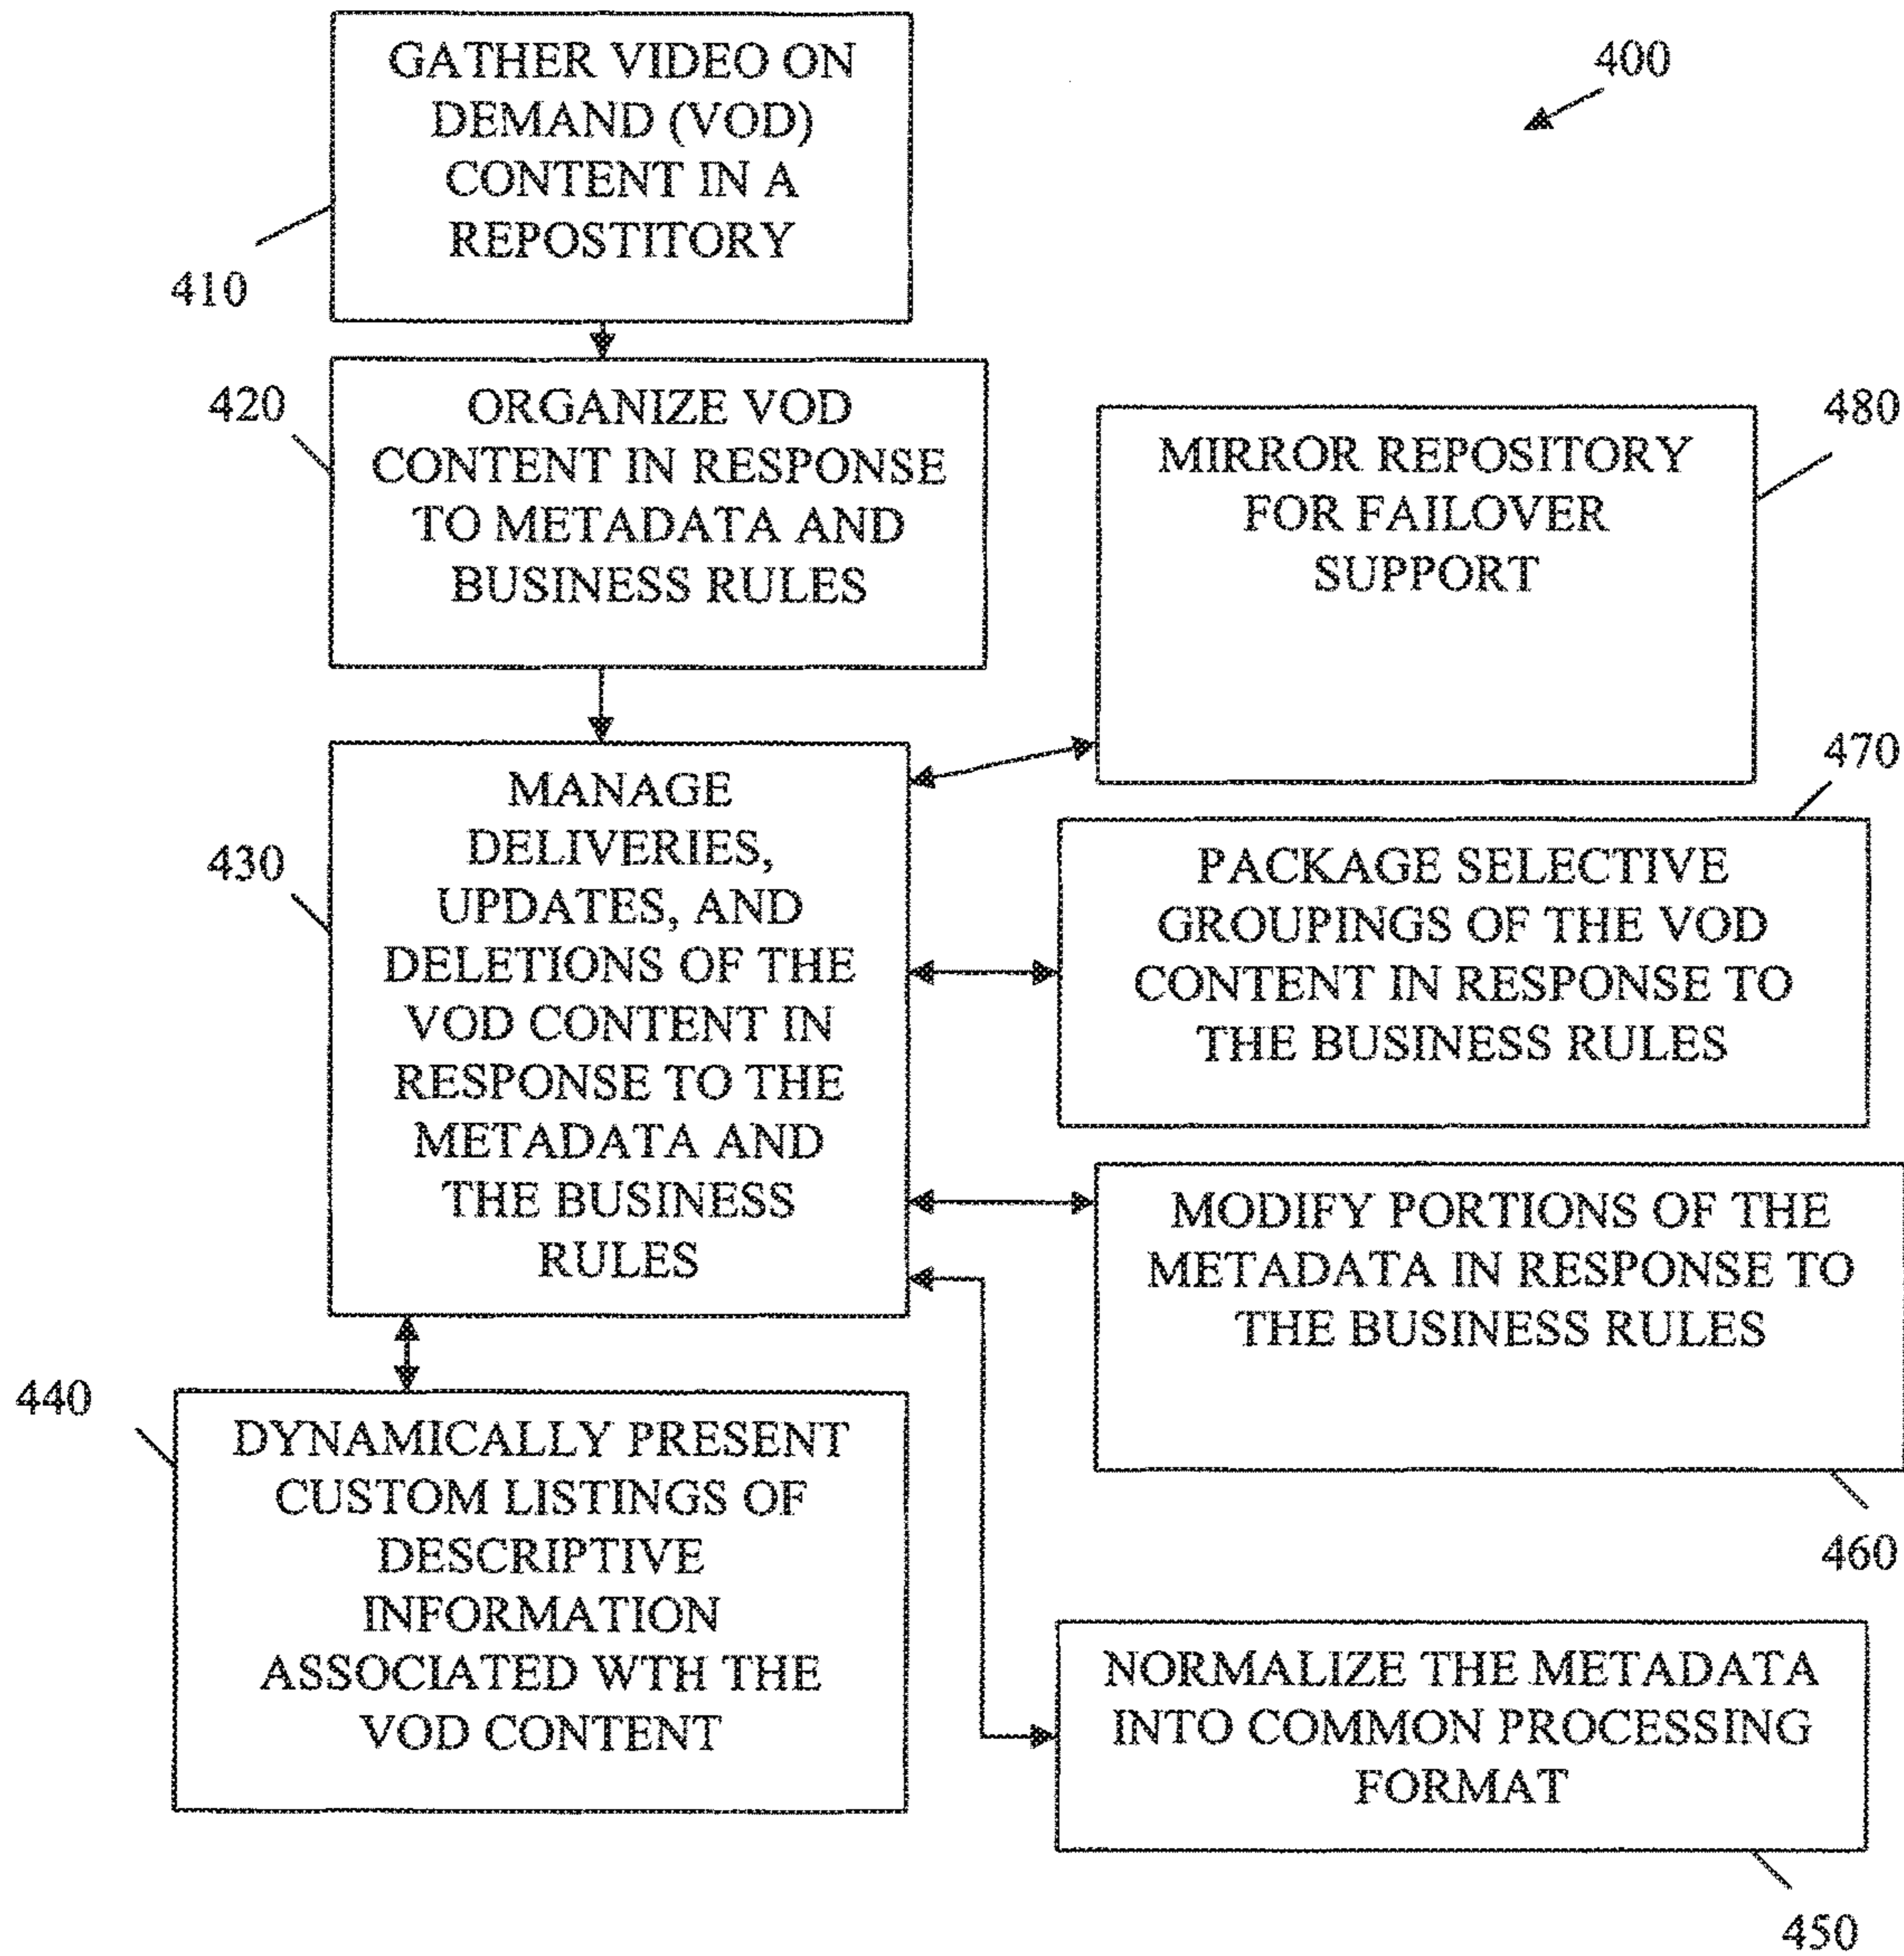 GATHER VIDEO ON
DEMAND (VOD)
CONTENT IN A
REPOSTITORY
400
410
420
ORGANIZE VOD
CONTENT IN RESPONSE
TO METADATA AND
BUSINESS RULES
480
MIRROR REPOSITORY
FOR FAILOVER
SUPPORT
430
MANAGE
DELIVERIES,
UPDATES, AND
DELETIONS OF THE
VOD CONTENT IN
RESPONSE TO THE
METADATA AND
THE BUSINESS
RULES
470
PACKAGE SELECTIVE
GROUPINGS OF THE VOD
CONTENT IN RESPONSE TO
THE BUSINESS RULES
MODIFY PORTIONS OF THE
METADATA IN RESPONSE TO
THE BUSINESS RULES
460
440
DYNAMICALLY PRESENT
CUSTOM LISTINGS OF
DESCRIPTIVE
INFORMATION
ASSOCIATED WTH THE
VOD CONTENT
NORMALIZE THE METADATA
INTO COMMON PROCESSING
FORMAT
450